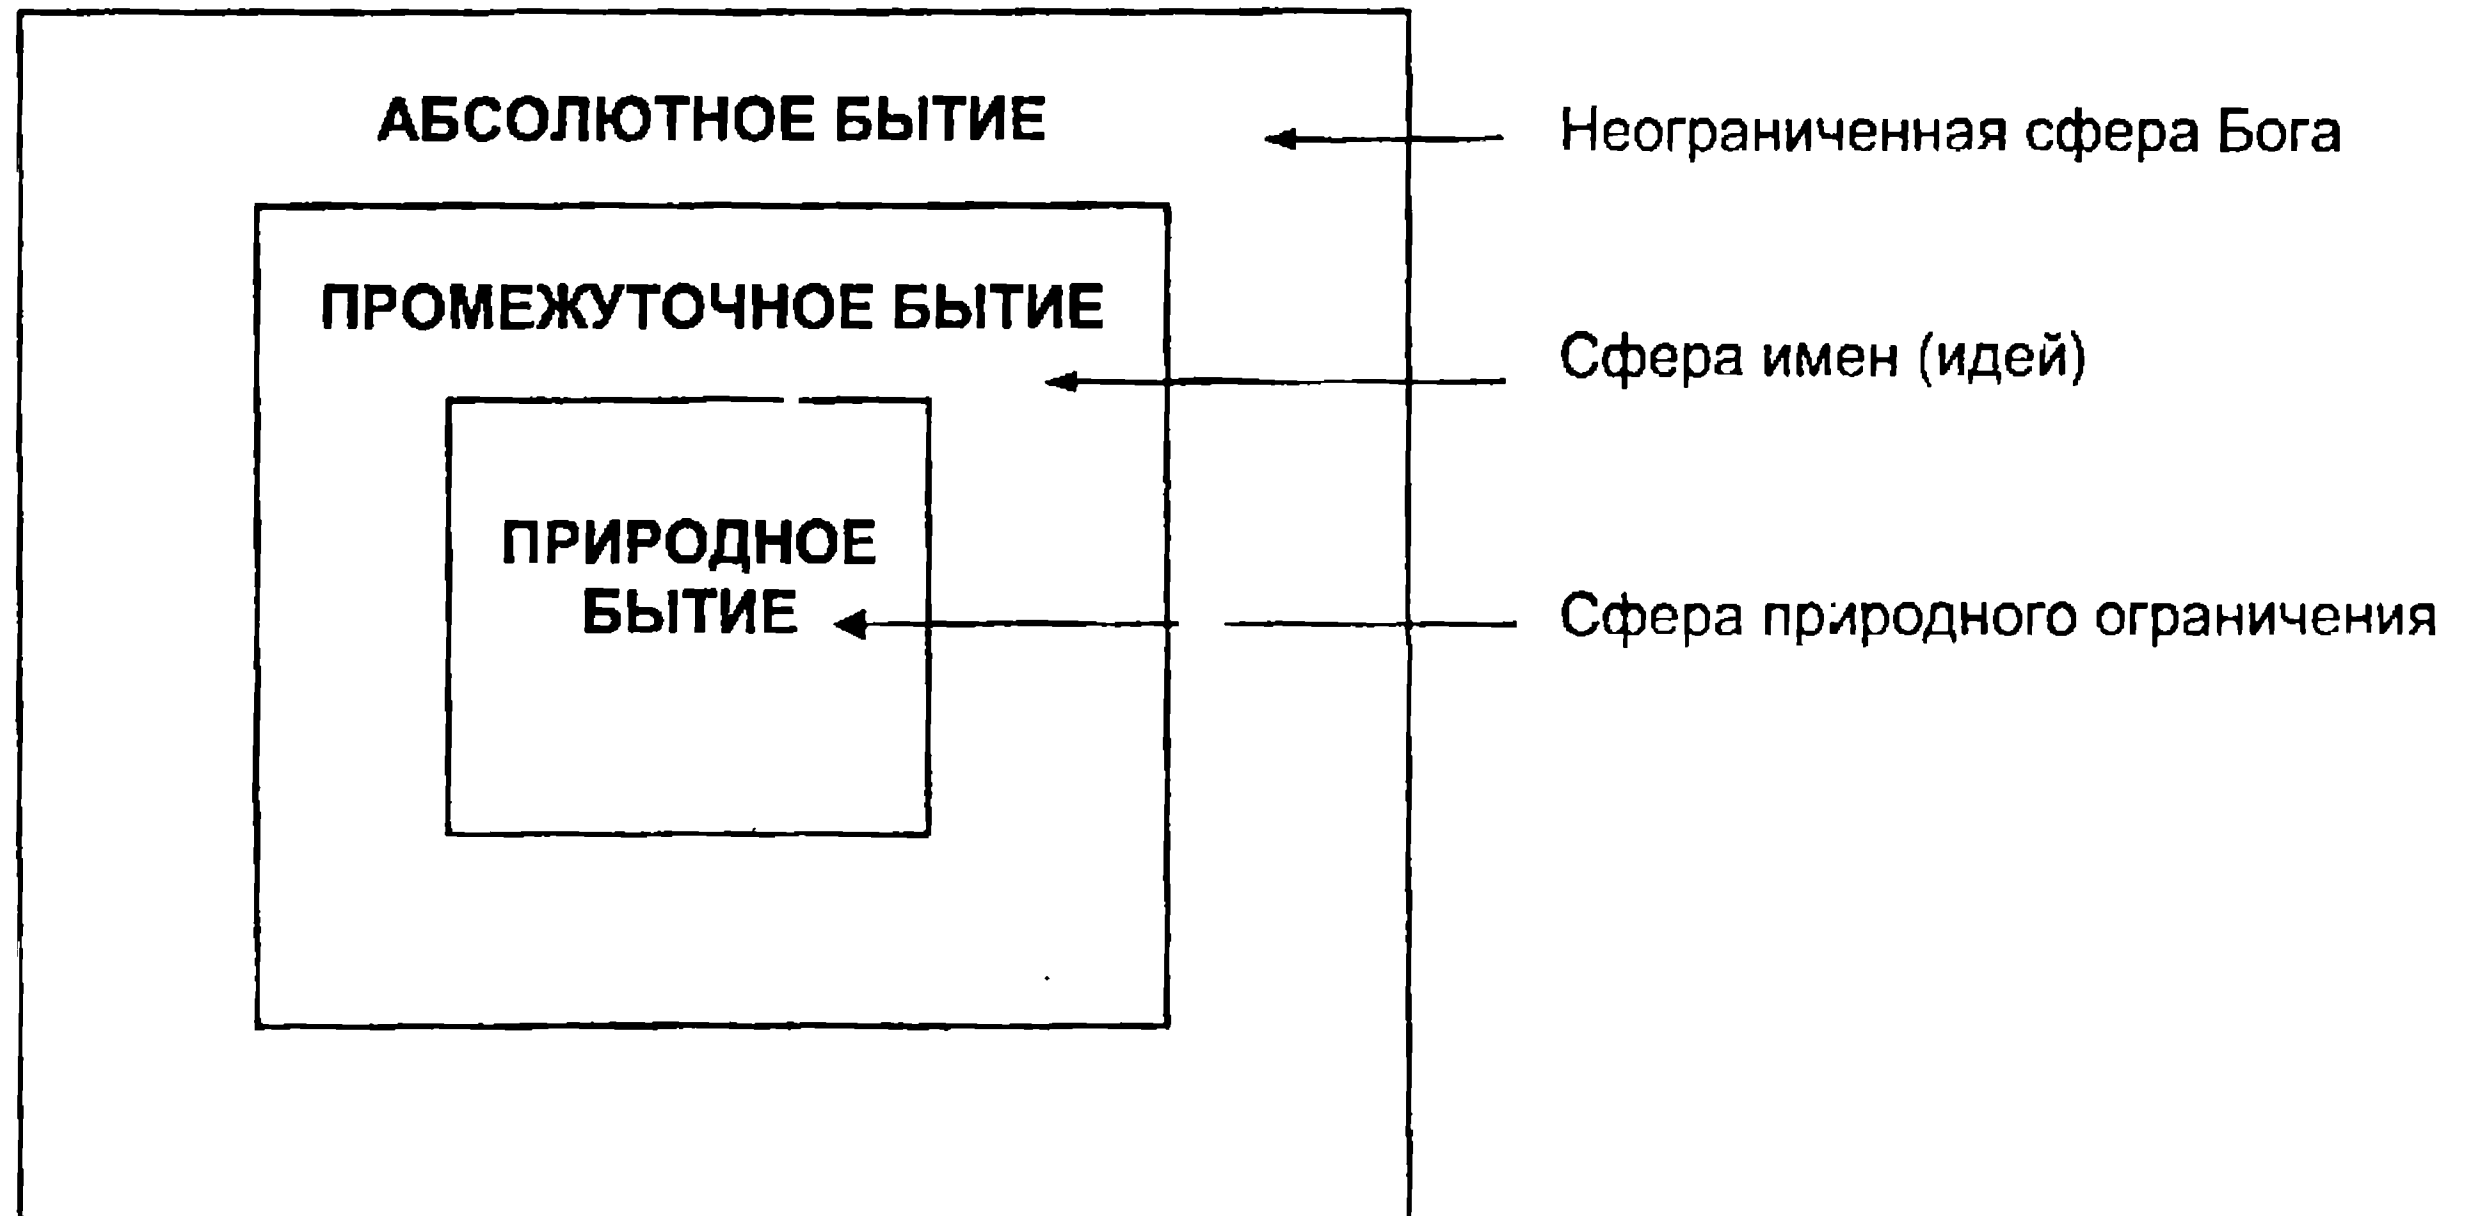 АБСОЛЮТНОЕ БЫТИЕ
Неограниченная сфера Бога
ПРОМЕЖУТОЧНОЕ БЫТИЕ
Сфера имен (идей)
ПРИРОДНОЕ
БЫТИЕ
Сфера природного ограничения